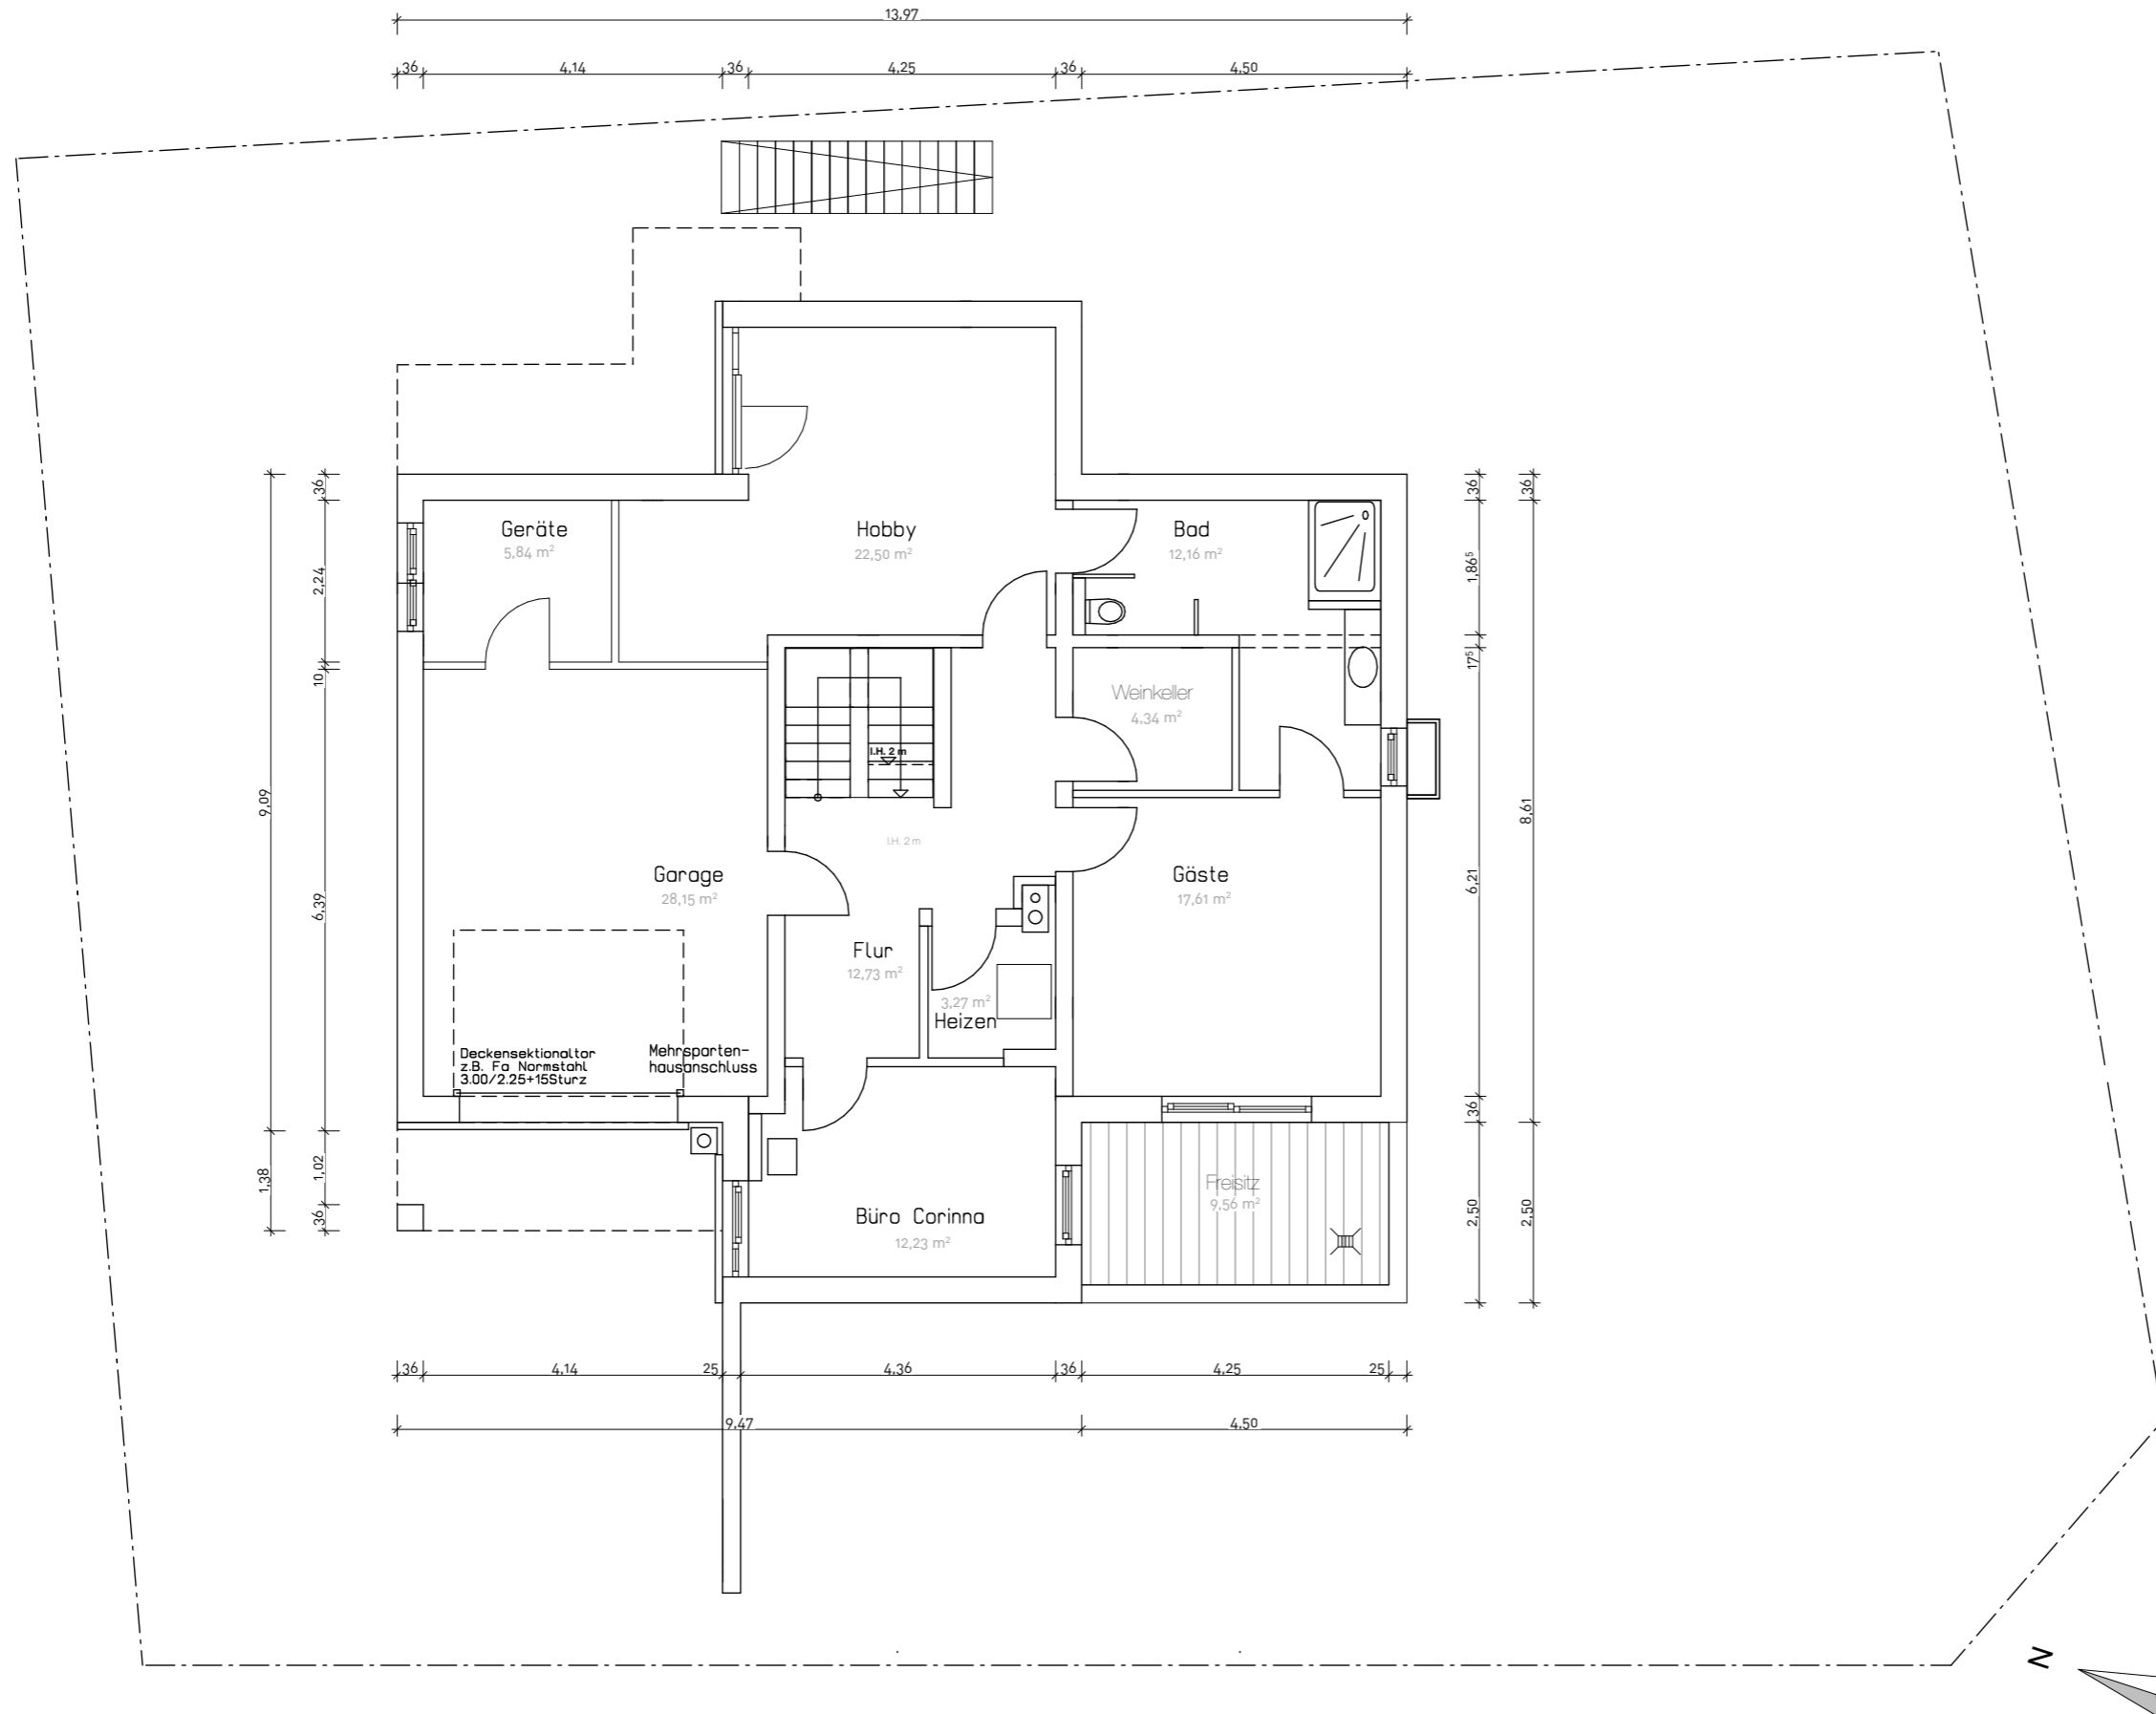 13,97
36 4,14 36 4,25 36 4,50
Geräte
5,84 m²
Hobby
22,50 m²
Bad
12,16 m²
Weinkeller
4,34 m²
I.H. 2 m
I.H. 2 m
Garage
28,15 m²
Gäste
17,61 m²
Flur
12,73 m²
3,27 m²
Heizen
Deckensektionaltor
z.B. Fa Normstahl
3.00/2.25+15Sturz
Mehrsparten-
hausanschluss
Büro Corinna
12,23 m²
Freisitz
9,56 m²
9,09
1,38
36
2,24
10
6,39
1,02
36
36
1,86⁵
17⁵
6,21
36
2,50
36
8,61
2,50
36 4,14 25 4,36 36 4,25 25
9,47 4,50
N